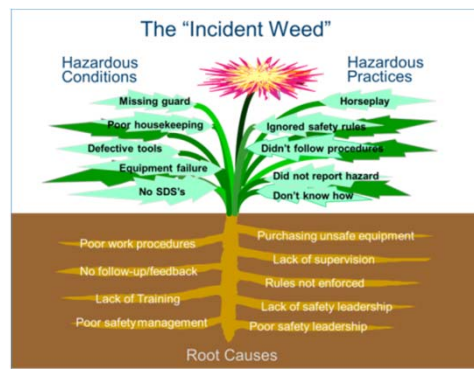 The “Incident Weed”
Hazardous
Conditions
Hazardous
Practices
Missing guard
Poor housekeeping
Defective tools
Equipment failure
No SDS's
Horseplay
Ignored safety rules
Didn't follow procedures
Did not report hazard
Don't know how
Poor work procedures
No follow-up/feedback
Lack of Training
Poor safety management
Purchasing unsafe equipment
Lack of supervision
Rules not enforced
Lack of safety leadership
Poor safety leadership
Root Causes